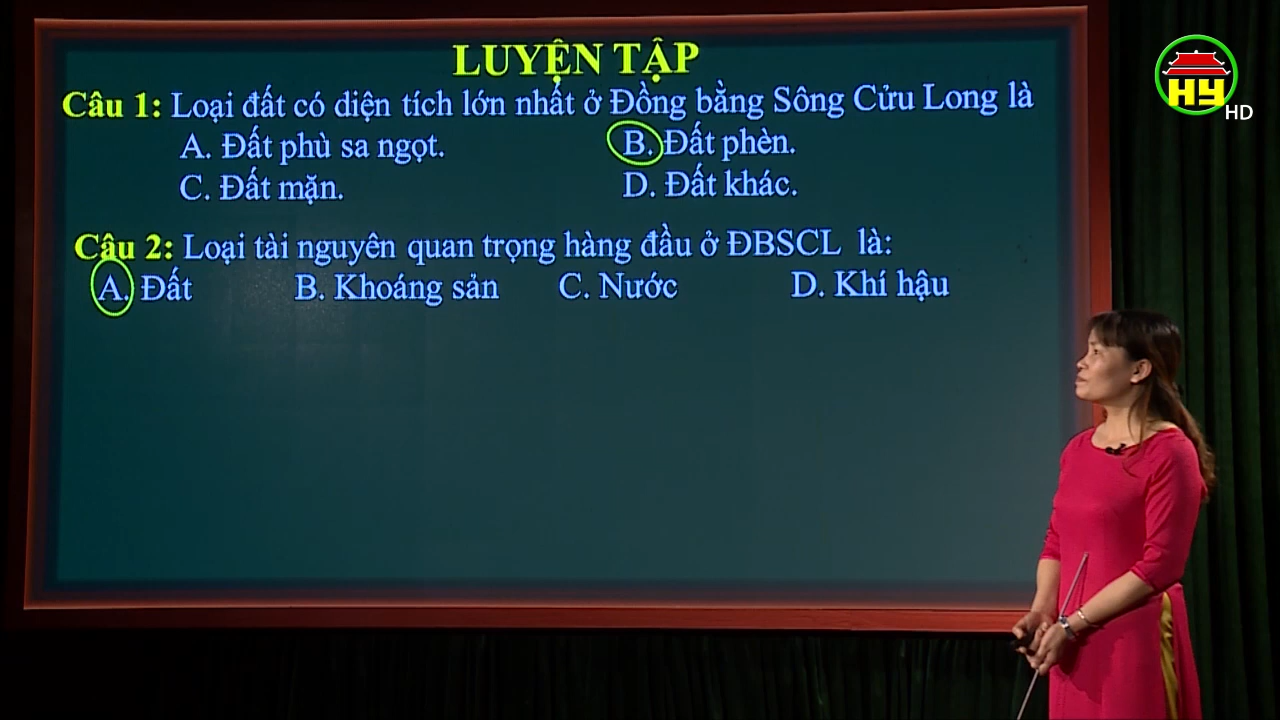 LUYỆN TẬP
Câu 1: Loại đất có diện tích lớn nhất ở Đồng bằng Sông Cửu Long là
A. Đất phù sa ngọt. B. Đất phèn.
C. Đất mặn. D. Đất khác.
Câu 2: Loại tài nguyên quan trọng hàng đầu ở ĐBSCL là:
A. Đất B. Khoáng sản C. Nước D. Khí hậu
HY
HD